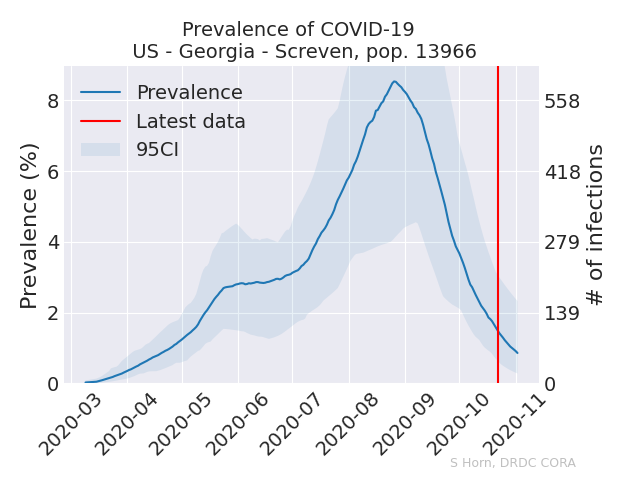 Prevalence of COVID-19
US - Georgia - Screven, pop. 13966
Prevalence
Latest data
95CI
Prevalence (%)
8
6
4
2
0
# of infections
558
418
279
139
0
2020-03
2020-04
2020-05
2020-06
2020-07
2020-08
2020-09
2020-10
2020-11
S Horn, DRDC CORA